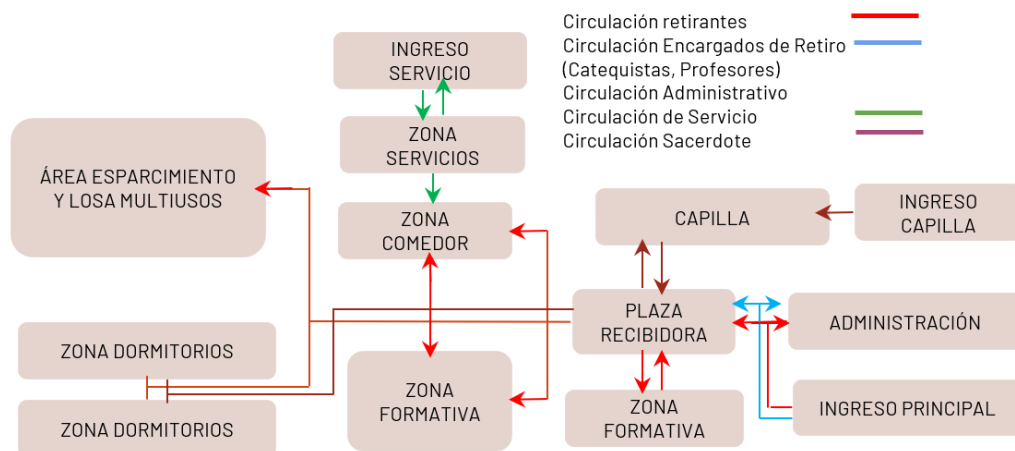 Circulación retirantes
Circulación Encargados de Retiro
(Catequistas, Profesores)
Circulación Administrativo
Circulación de Servicio
Circulación Sacerdote
INGRESO
SERVICIO
ZONA
SERVICIOS
ÁREA ESPARCIMIENTO
Y LOSA MULTIUSOS
ZONA
COMEDOR
CAPILLA
INGRESO
CAPILLA
PLAZA
RECIBIDORA
ADMINISTRACIÓN
ZONA DORMITORIOS
ZONA
FORMATIVA
ZONA
FORMATIVA
INGRESO PRINCIPAL
ZONA DORMITORIOS